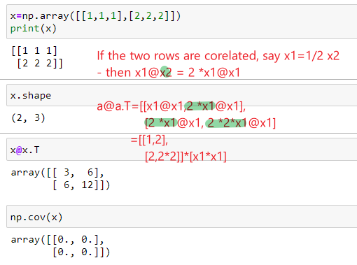 x=np.array([[1,1,1],[2,2,2]])
print(x)
[[1 1 1]
[2 2 2]]
If the two rows are corelated, say x1=1/2 x2
- then x1@x2 = 2 *x1@x1
x.shape
(2, 3)
a@a.T=[[x1@x1,2 *x1@x1],
[2 *x1@x1, 2 *2*x1@x1]
=[[1,2],
[2,2*2]]*[x1*x1]
x@x.T
array([[ 3, 6],
[ 6, 12]])
np.cov(x)
array([[0., 0.],
[0., 0.]])